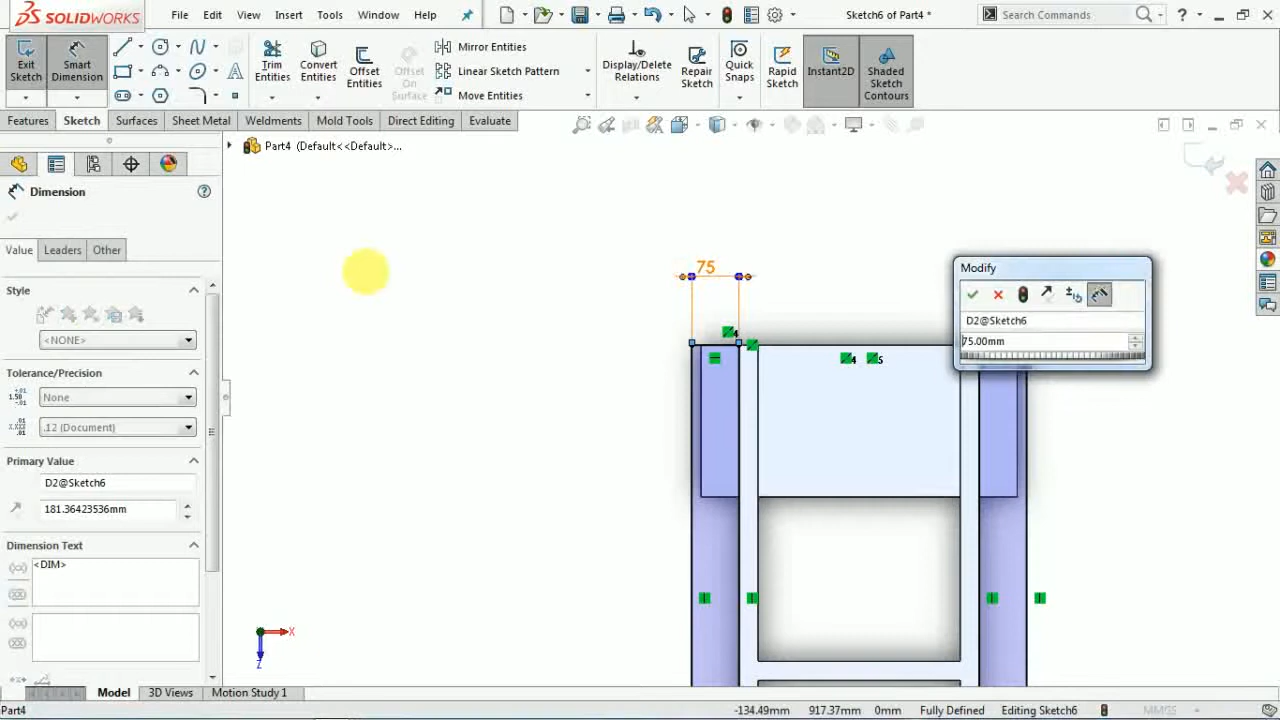 SOLIDWORKS File Edit View Insert Tools Window Help Sketch6 of Part4 * Search Commands
Exit Sketch Smart Dimension Trim Entities Convert Entities Offset Entities Offset On Surface Mirror Entities Linear Sketch Pattern Move Entities Display/Delete Relations Repair Sketch Quick Snaps Rapid Sketch Instant2D Shaded Sketch Contours
Features Sketch Surfaces Sheet Metal Weldments Mold Tools Direct Editing Evaluate
Part4 (Default<<Default>...
Dimension
Value Leaders Other
Style
<NONE>
Tolerance/Precision
None
.12 (Document)
Primary Value
D2@Sketch6
181.36423536mm
Dimension Text
<DIM>
75
4
4 5
Modify
D2@Sketch6
75.00mm
X
Z
Model 3D Views Motion Study 1
Part4 -134.49mm 917.37mm 0mm Fully Defined Editing Sketch6 MMGS